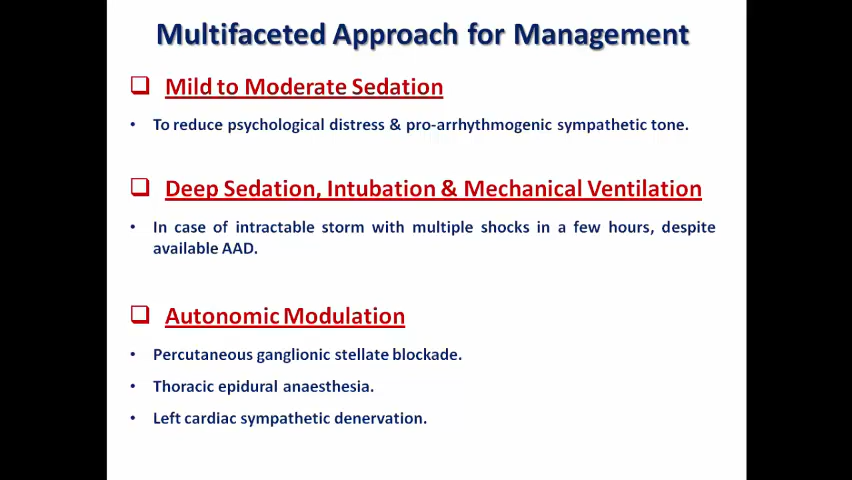 Multifaceted Approach for Management
❑ Mild to Moderate Sedation
• To reduce psychological distress & pro-arrhythmogenic sympathetic tone.
❑ Deep Sedation, Intubation & Mechanical Ventilation
• In case of intractable storm with multiple shocks in a few hours, despite
available AAD.
❑ Autonomic Modulation
• Percutaneous ganglionic stellate blockade.
• Thoracic epidural anaesthesia.
• Left cardiac sympathetic denervation.